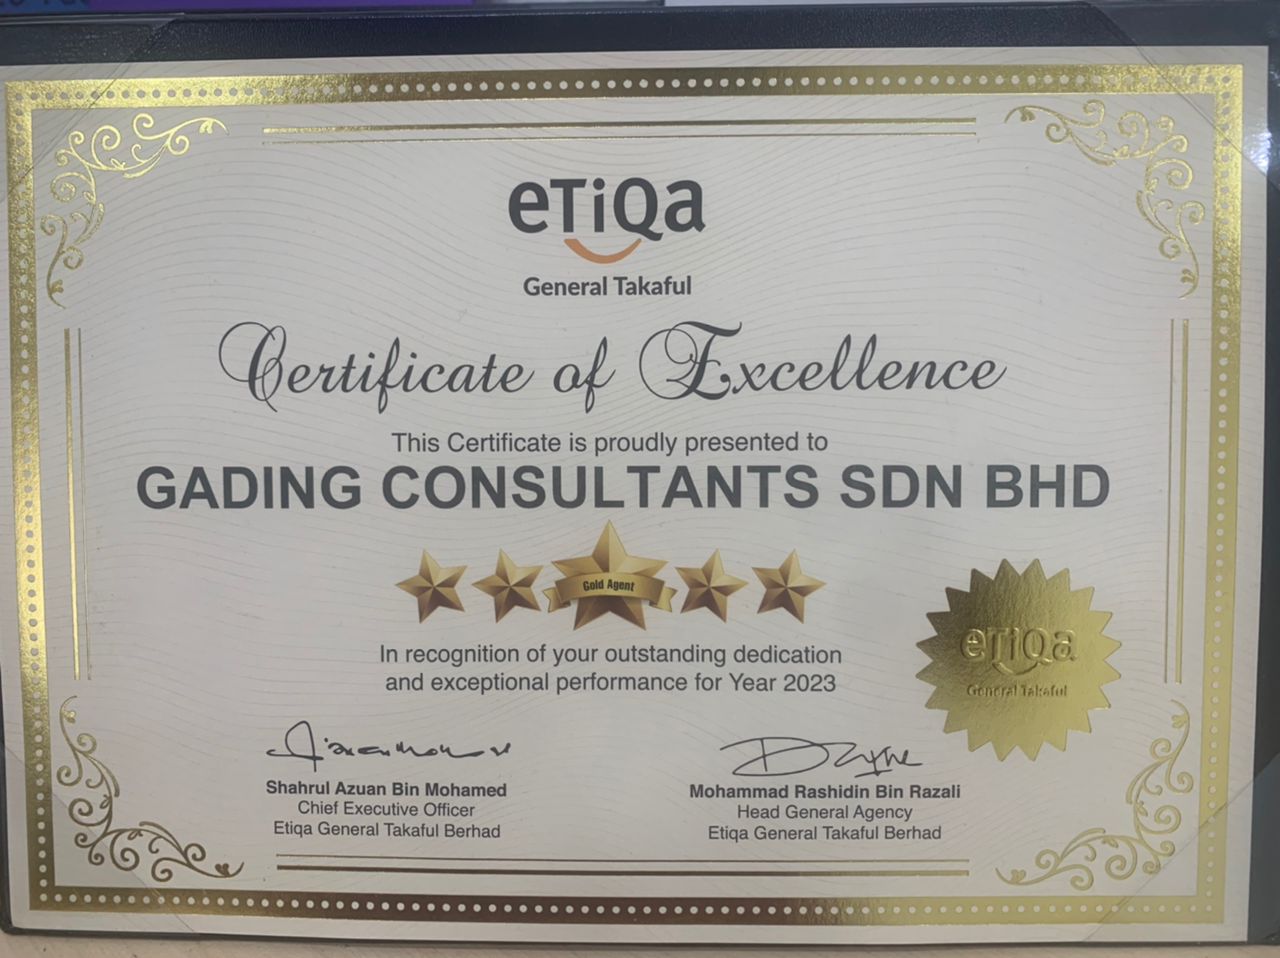 eTiQa
General Takaful
Certificate of Excellence
This Certificate is proudly presented to
GADING CONSULTANTS SDN BHD
Gold Agent
In recognition of your outstanding dedication
and exceptional performance for Year 2023
eTiQa
General Takaful
Shahrul Azuan Bin Mohamed
Chief Executive Officer
Etiqa General Takaful Berhad
Mohammad Rashidin Bin Razali
Head General Agency
Etiqa General Takaful Berhad